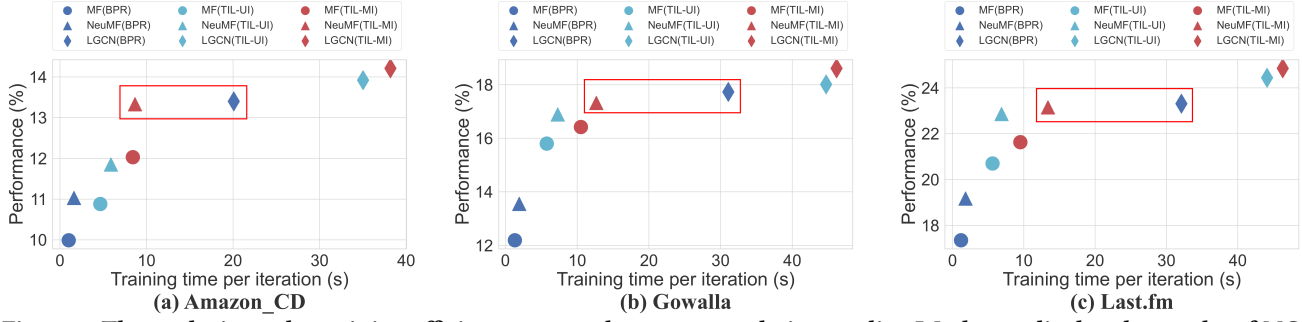 MF(BPR) MF(TIL-UI) MF(TIL-MI)
NeuMF(BPR) NeuMF(TIL-UI) NeuMF(TIL-MI)
LGCN(BPR) LGCN(TIL-UI) LGCN(TIL-MI)
Performance (%)
14
13
12
11
10
0 10 20 30 40
Training time per iteration (s)
(a) Amazon_CD
MF(BPR) MF(TIL-UI) MF(TIL-MI)
NeuMF(BPR) NeuMF(TIL-UI) NeuMF(TIL-MI)
LGCN(BPR) LGCN(TIL-UI) LGCN(TIL-MI)
Performance (%)
18
16
14
12
0 10 20 30 40
Training time per iteration (s)
(b) Gowalla
MF(BPR) MF(TIL-UI) MF(TIL-MI)
NeuMF(BPR) NeuMF(TIL-UI) NeuMF(TIL-MI)
LGCN(BPR) LGCN(TIL-UI) LGCN(TIL-MI)
Performance (%)
24
22
20
18
0 10 20 30 40
Training time per iteration (s)
(c) Last.fm